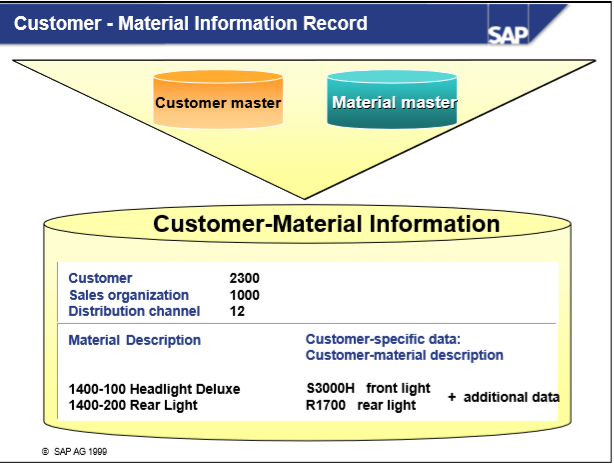 Customer - Material Information Record
SAP
Customer master
Material master
Customer-Material Information
Customer 2300
Sales organization 1000
Distribution channel 12
Material Description
Customer-specific data:
Customer-material description
1400-100 Headlight Deluxe S3000H front light
1400-200 Rear Light R1700 rear light
+ additional data
© SAP AG 1999